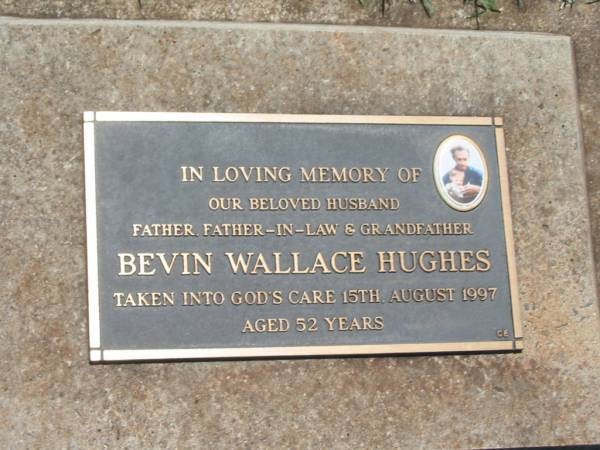 IN LOVING MEMORY OF
OUR BELOVED HUSBAND
FATHER, FATHER-IN-LAW & GRANDFATHER
BEVIN WALLACE HUGHES
TAKEN INTO GOD'S CARE 15TH. AUGUST 1997
AGED 52 YEARS
CE